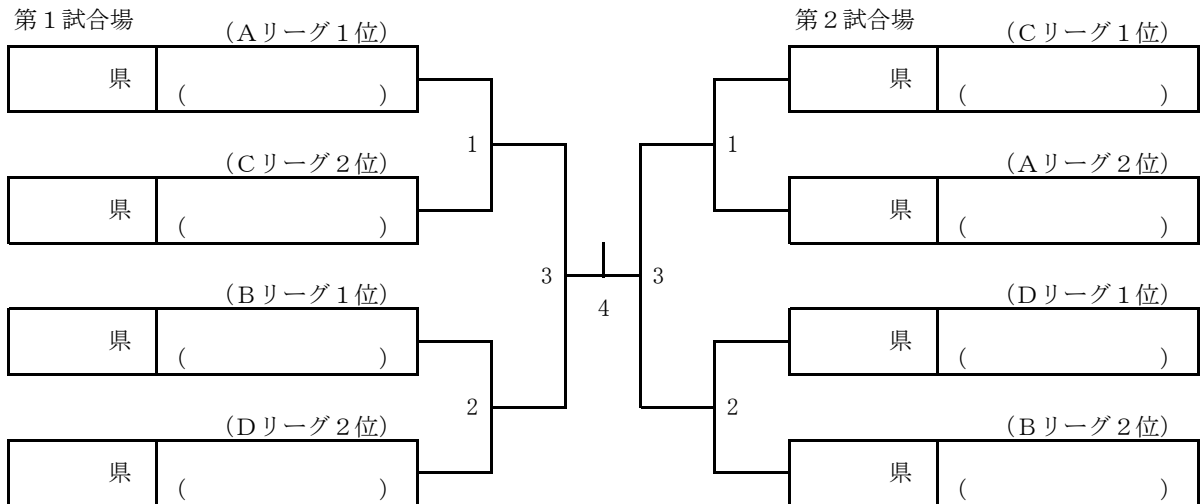 第１試合場
（Aリーグ１位）
県
(　　　)
（Cリーグ２位）
県
(　　　)
（Bリーグ１位）
県
(　　　)
（Dリーグ２位）
県
(　　　)
1
2
3
4
第２試合場
（Cリーグ１位）
県
(　　　)
（Aリーグ２位）
県
(　　　)
（Dリーグ１位）
県
(　　　)
（Bリーグ２位）
県
(　　　)
1
2
3